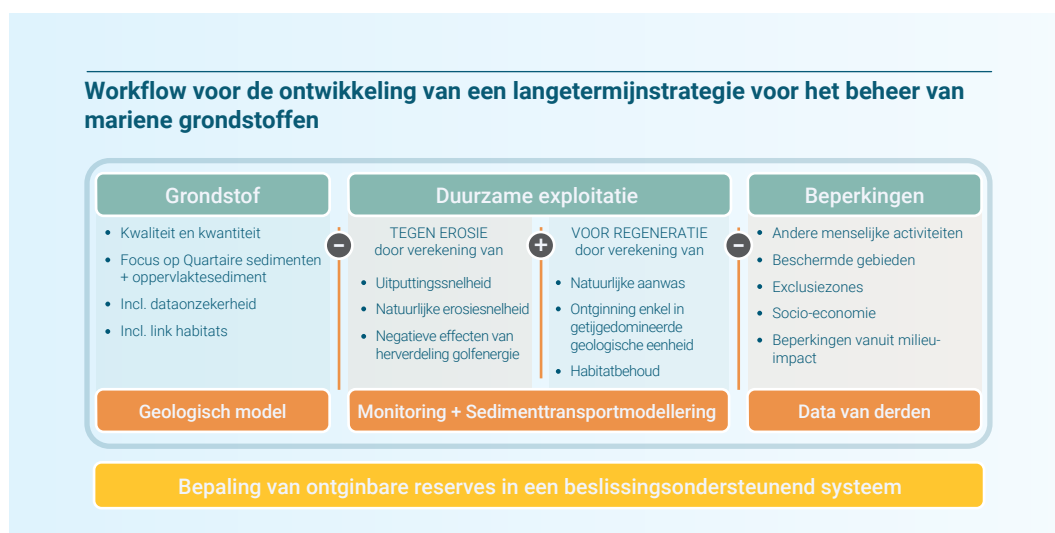 Workflow voor de ontwikkeling van een langetermijnstrategie voor het beheer van
mariene grondstoffen
Grondstof
• Kwaliteit en kwantiteit
• Focus op Quartaire sedimenten
+ oppervlaktesediment
• Incl. dataonzekerheid
• Incl. link habitats
Geologisch model
–
Duurzame exploitatie
TEGEN EROSIE
door verekening van
• Uitputtingssnelheid
• Natuurlijke erosiesnelheid
• Negatieve effecten van
herverdeling golfenergie
+
VOOR REGENERATIE
door verekening van
• Natuurlijke aanwas
• Ontginning enkel in
getijgedomineerde
geologische eenheid
• Habitatbehoud
Monitoring + Sedimenttransportmodellering
–
Beperkingen
• Andere menselijke activiteiten
• Beschermde gebieden
• Exclusiezones
• Socio-economie
• Beperkingen vanuit milieu-
impact
Data van derden
Bepaling van ontginbare reserves in een beslissingsondersteunend systeem